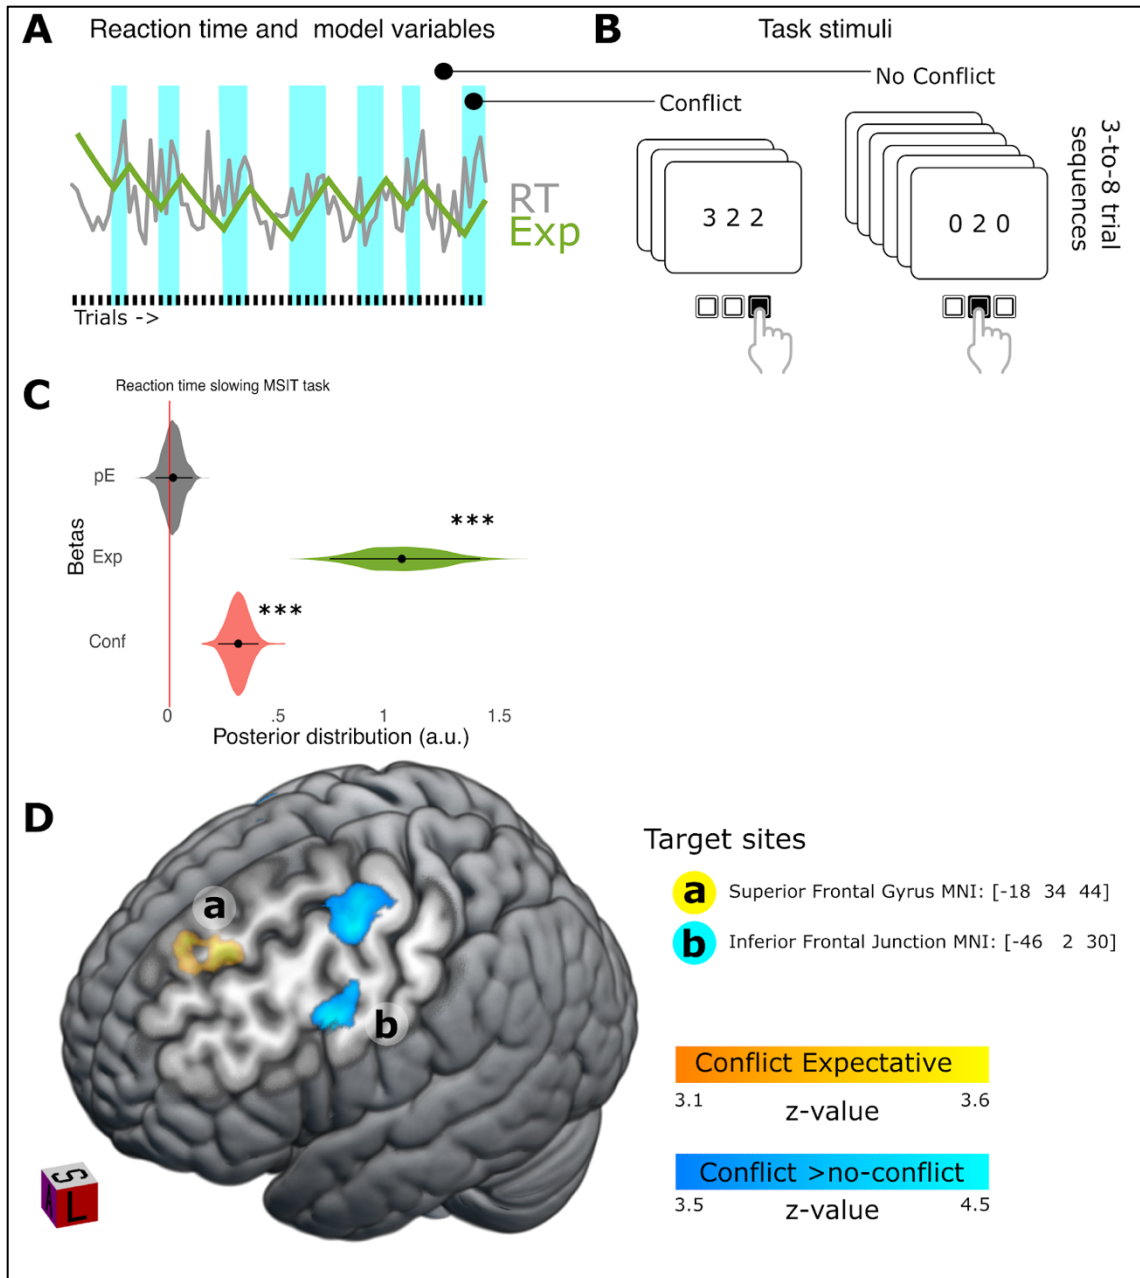 A
Reaction time and model variables
RT
Exp
Trials ->
B
Task stimuli
No Conflict
Conflict
3 2 2
0 2 0
3-to-8 trial
sequences
C
Reaction time slowing MSIT task
Betas
pE
***
Exp
***
Conf
0 .5 1 1.5
Posterior distribution (a.u.)
D
a
b
S
A
L
Target sites
a Superior Frontal Gyrus MNI: [-18 34 44]
b Inferior Frontal Junction MNI: [-46 2 30]
Conflict Expectative
3.1 z-value 3.6
Conflict >no-conflict
3.5 z-value 4.5